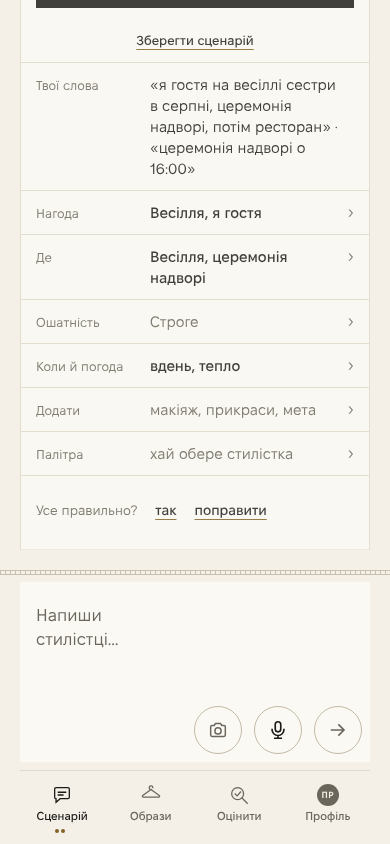 Зберегти сценарій
Твої слова
«я гостя на весіллі сестри
в серпні, церемонія
надворі, потім ресторан» ·
«церемонія надворі о
16:00»
Нагода
Весілля, я гостя
Де
Весілля, церемонія
надворі
Ошатність
Строге
Коли й погода
вдень, тепло
Додати
макіяж, прикраси, мета
Палітра
хай обере стилістка
Усе правильно? так поправити
Напиши
стилістці...
ПР
Сценарій Образи Оцінити Профіль